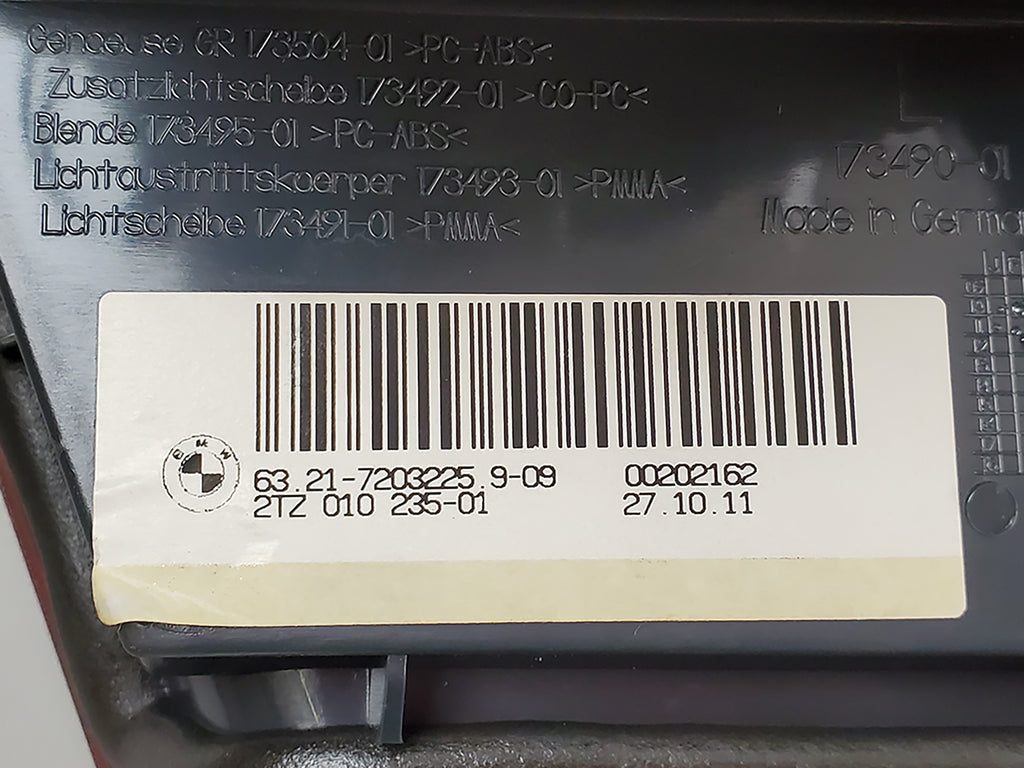 Gehaeuse GR 173504-01 >PC-ABS<
Zusatzlichtscheibe 173492-01 >CO-PC<
Blende 173495-01 >PC-ABS<
Lichtaustrittskoerper 173493-01 >PMMA<
Lichtscheibe 173491-01 >PMMA<
L
173490-01
Made in Germa
BMW
63.21-7203225.9-09 00202162
2TZ 010 235-01 27.10.11